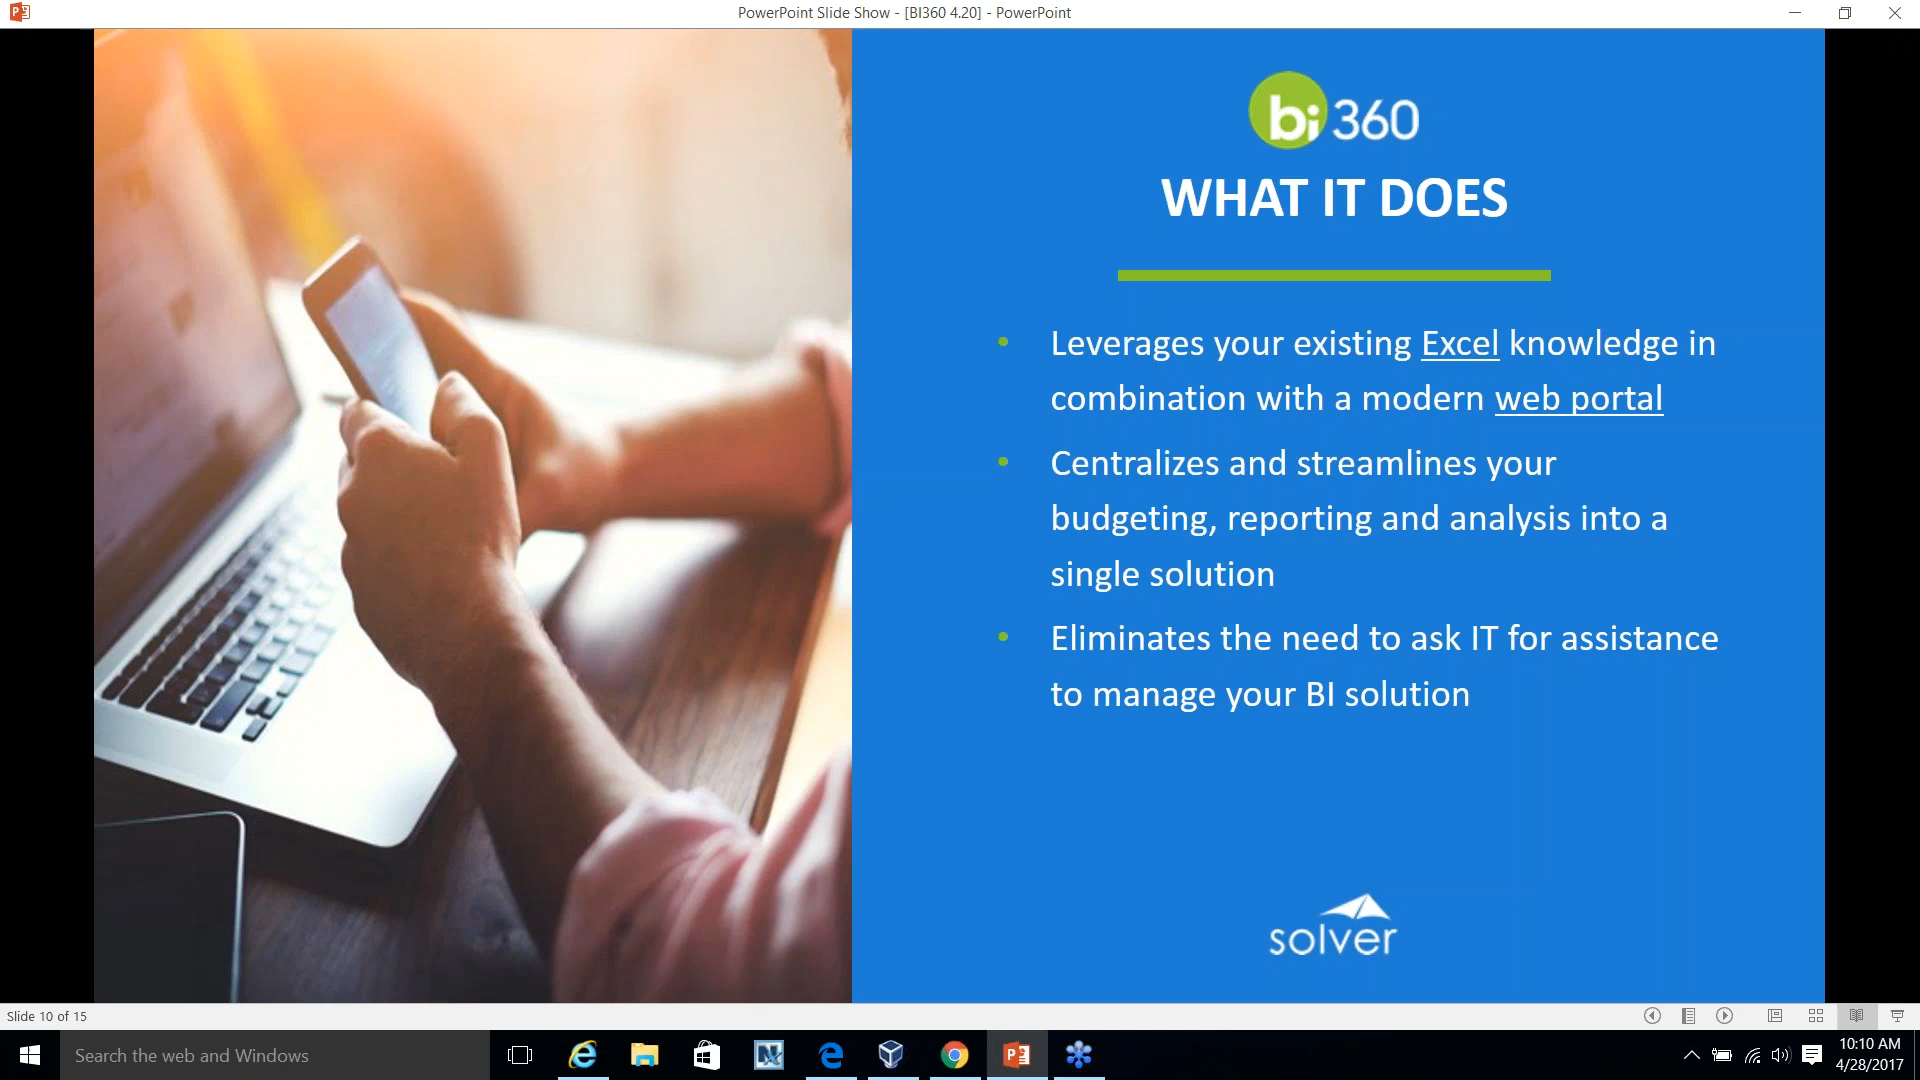 PowerPoint Slide Show - [BI360 4.20] - PowerPoint
bi 360
WHAT IT DOES
• Leverages your existing Excel knowledge in
combination with a modern web portal
• Centralizes and streamlines your
budgeting, reporting and analysis into a
single solution
• Eliminates the need to ask IT for assistance
to manage your BI solution
solver
Slide 10 of 15
Search the web and Windows
10:10 AM
4/28/2017